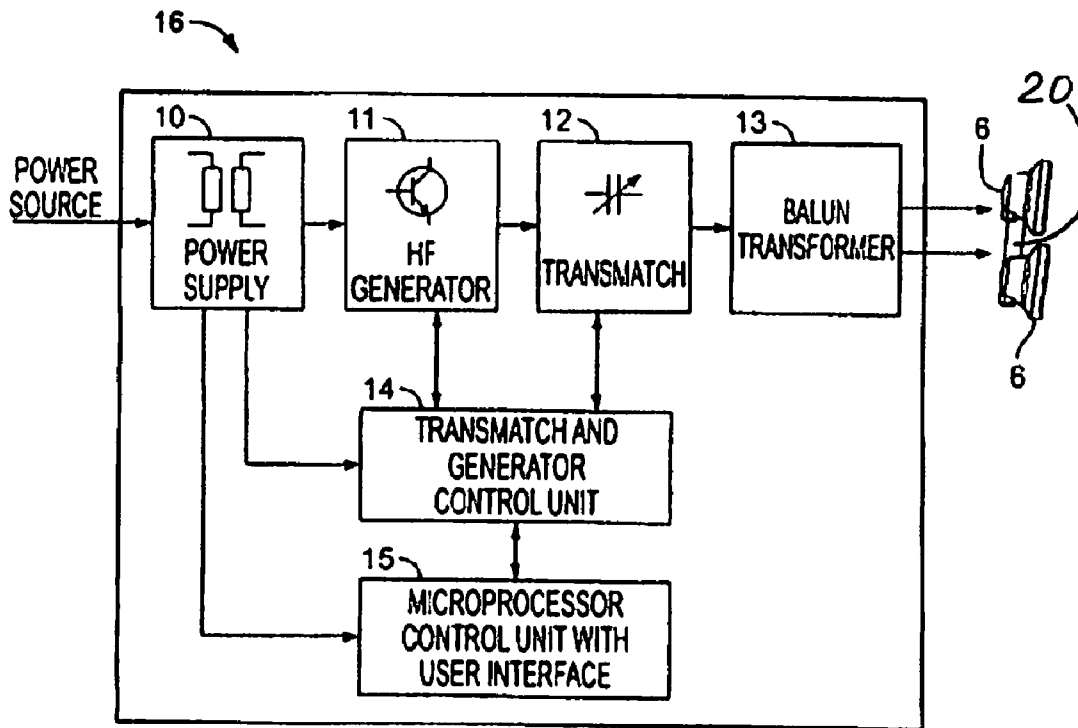 16
20
10
11
12
13
6
POWER
SOURCE
POWER
SUPPLY
HF
GENERATOR
TRANSMATCH
BALUN
TRANSFORMER
6
14
TRANSMATCH AND
GENERATOR
CONTROL UNIT
15
MICROPROCESSOR
CONTROL UNIT WITH
USER INTERFACE